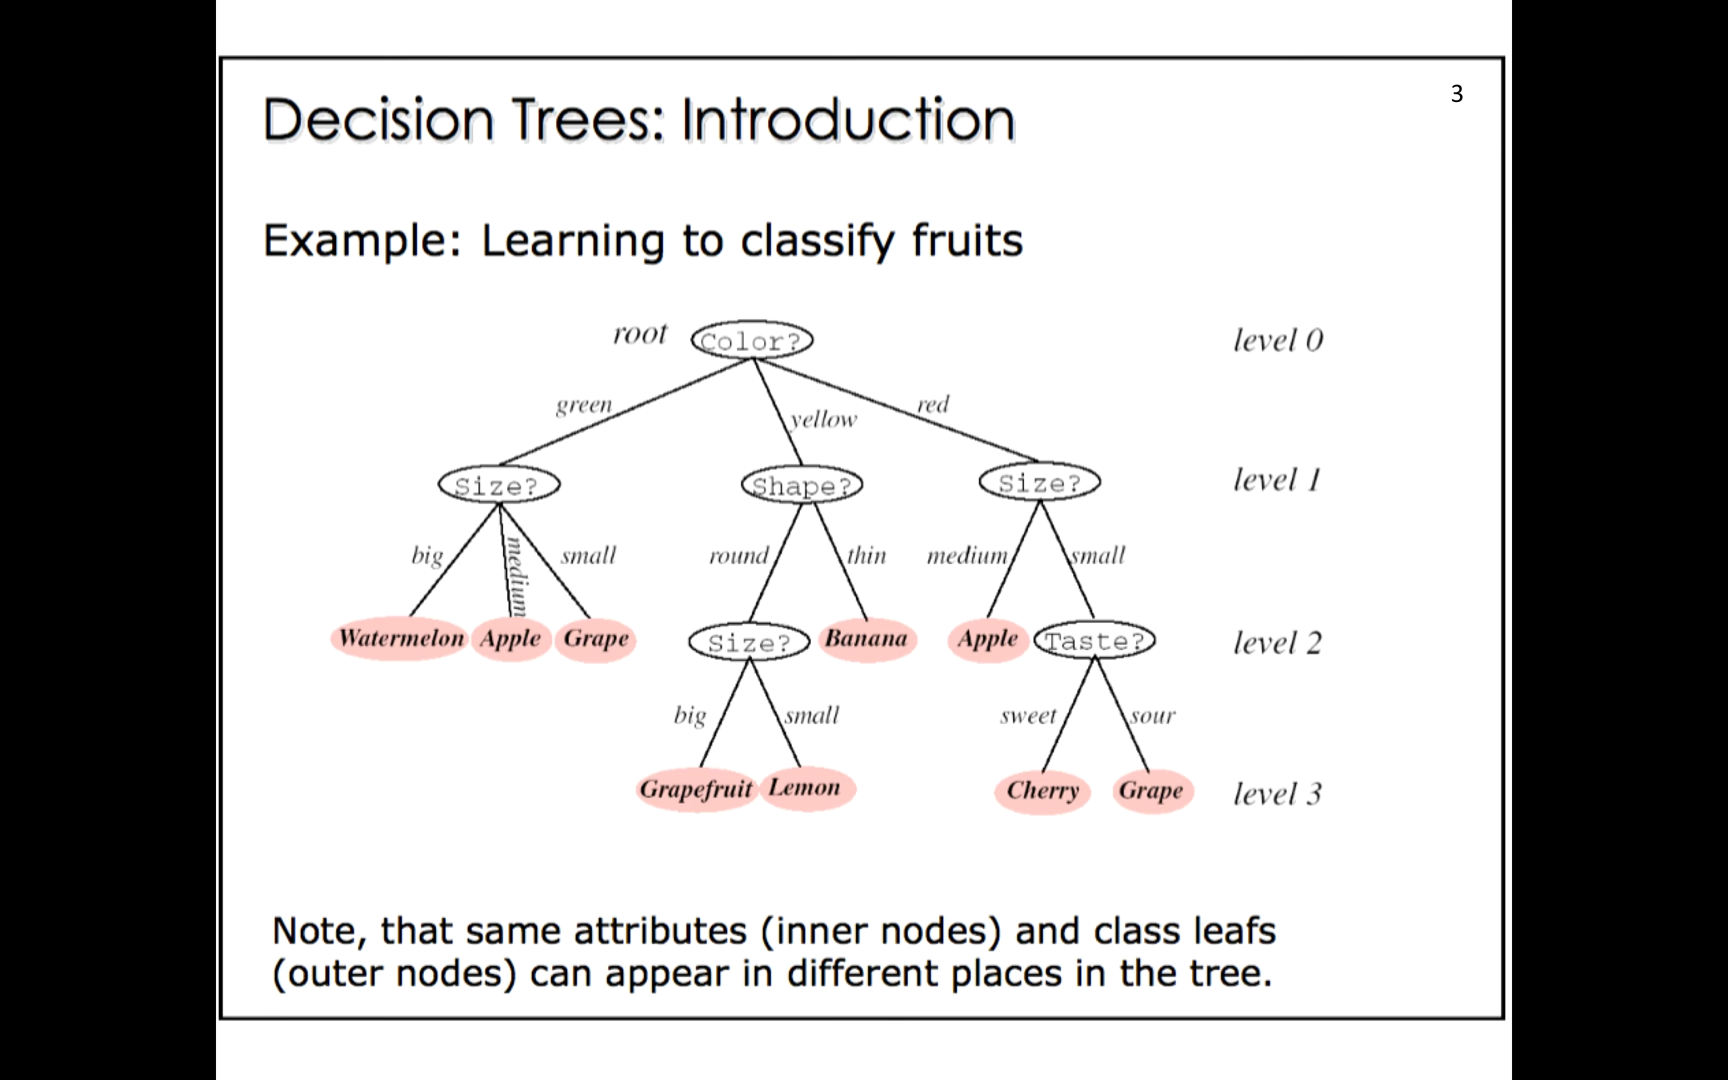 3
Decision Trees: Introduction
Example: Learning to classify fruits
root Color? level 0
green yellow red
Size? Shape? Size? level 1
big medium small round thin medium small
Watermelon Apple Grape Size? Banana Apple Taste? level 2
big small sweet sour
Grapefruit Lemon Cherry Grape level 3
Note, that same attributes (inner nodes) and class leafs
(outer nodes) can appear in different places in the tree.